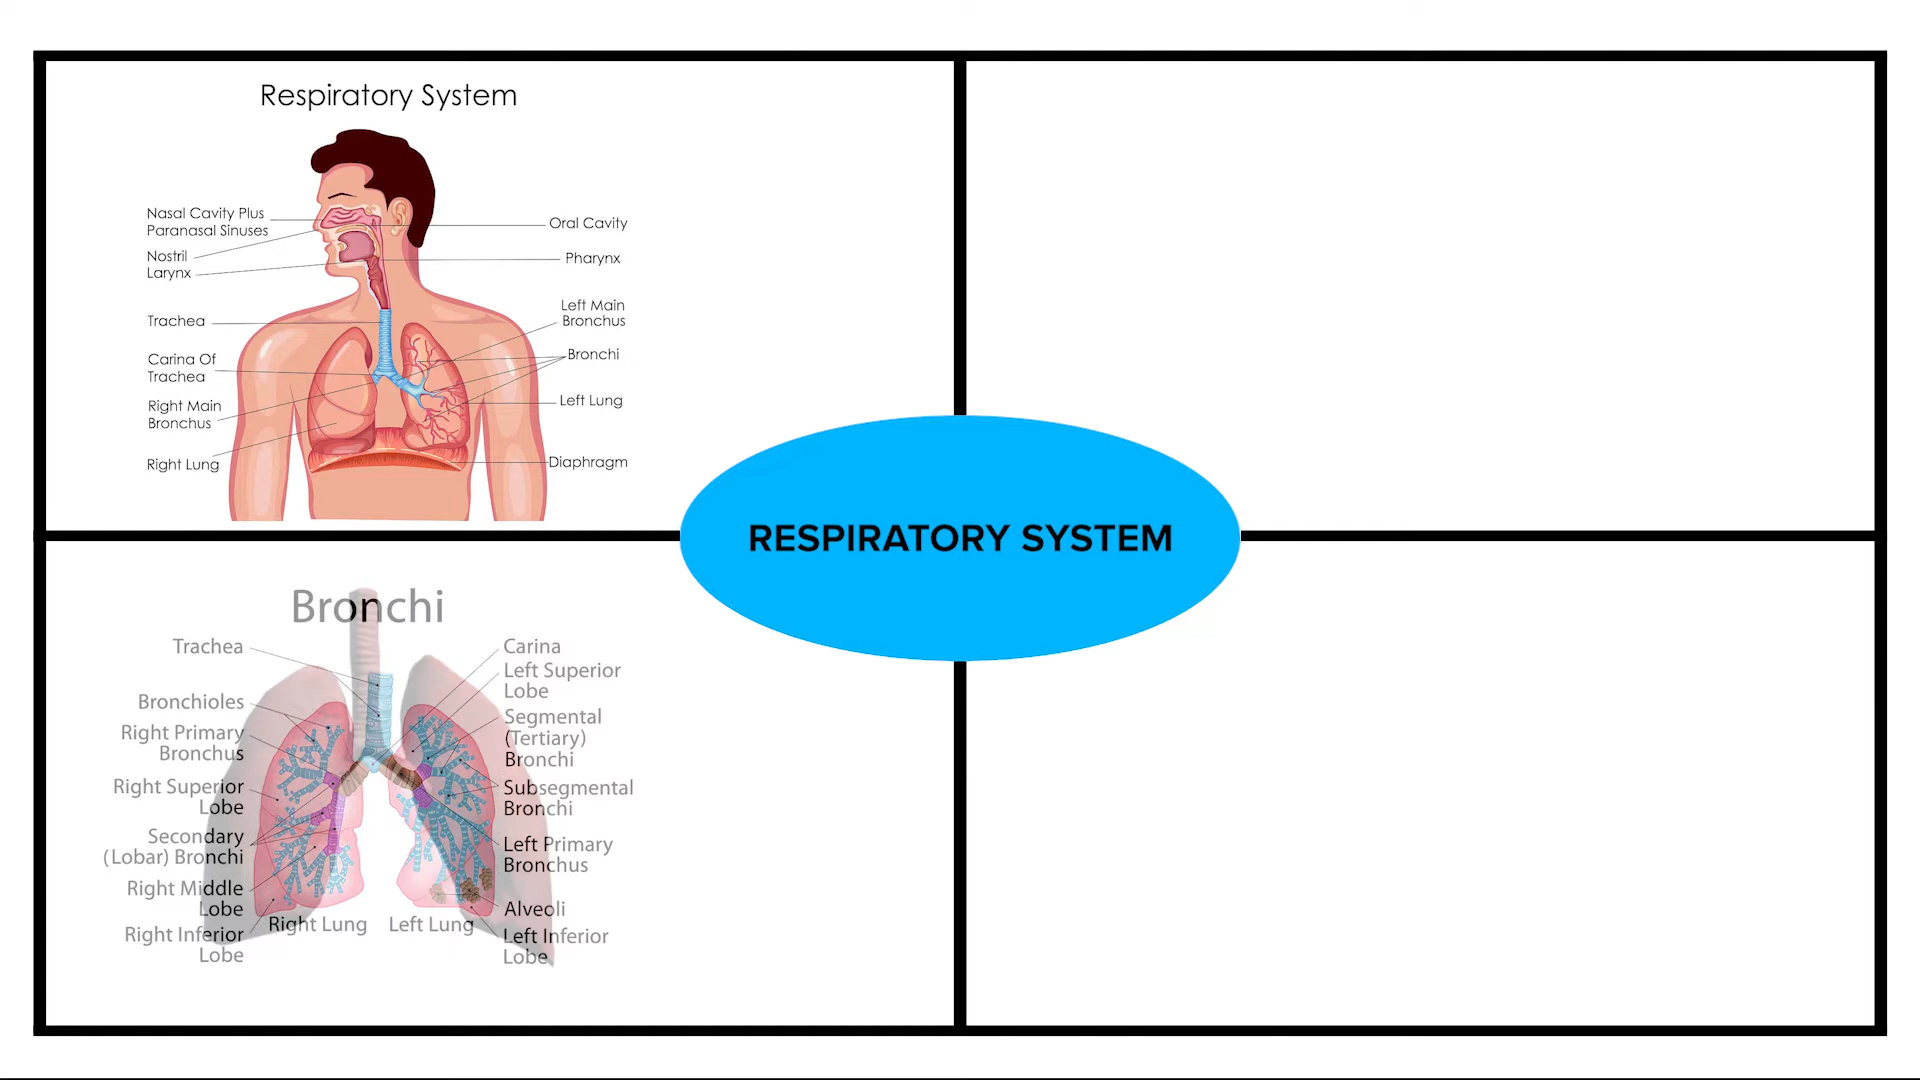 Respiratory System
Nasal Cavity Plus
Paranasal Sinuses
Nostril
Larynx
Trachea
Carina Of
Trachea
Right Main
Bronchus
Right Lung
Oral Cavity
Pharynx
Left Main
Bronchus
Bronchi
Left Lung
Diaphragm
RESPIRATORY SYSTEM
Bronchi
Trachea
Bronchioles
Right Primary
Bronchus
Right Superior
Lobe
Secondary
(Lobar) Bronchi
Right Middle
Lobe
Right Inferior
Lobe
Right Lung
Left Lung
Carina
Left Superior
Lobe
Segmental
(Tertiary)
Bronchi
Subsegmental
Bronchi
Left Primary
Bronchus
Alveoli
Left Inferior
Lobe